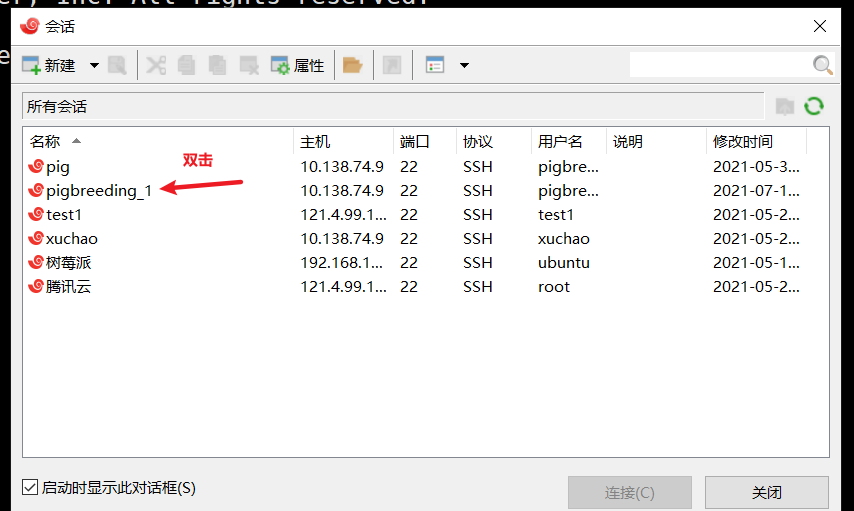 er, Inc. All rights reserved.
会话
新建 属性
所有会话
名称 主机 端口 协议 用户名 说明 修改时间
双击
pig 10.138.74.9 22 SSH pigbre... 2021-05-3...
pigbreeding_1 10.138.74.9 22 SSH pigbre... 2021-07-1...
test1 121.4.99.1... 22 SSH test1 2021-05-2...
xuchao 10.138.74.9 22 SSH xuchao 2021-05-2...
树莓派 192.168.1... 22 SSH ubuntu 2021-05-1...
腾讯云 121.4.99.1... 22 SSH root 2021-05-2...
启动时显示此对话框(S)
连接(C) 关闭